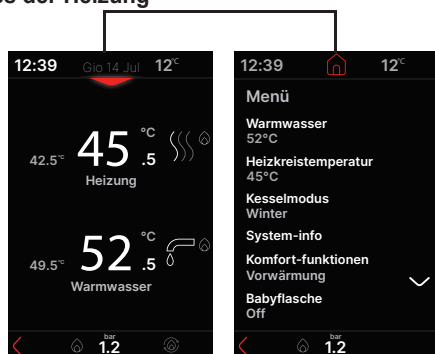 ss der Heizung
12:39 Gio 14 Jul 12°C
42.5°C 45.5 °C
Heizung
49.5°C 52.5 °C
Warmwasser
bar
1.2
12:39 12°C
Menü
Warmwasser
52°C
Heizkreistemperatur
45°C
Kesselmodus
Winter
System-info
Komfort-funktionen
Vorwärmung
Babyflasche
Off
bar
1.2